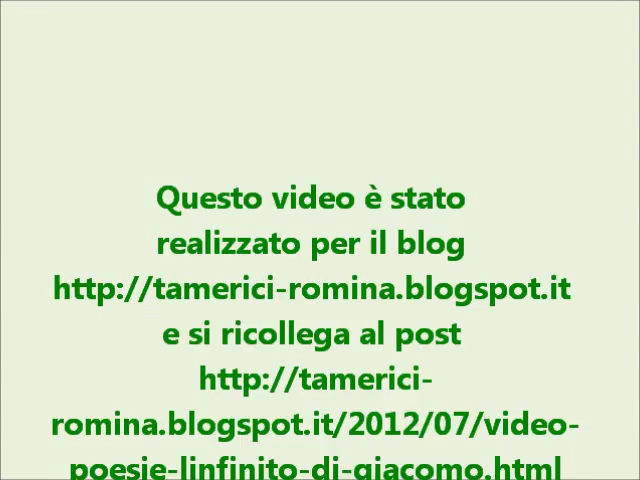 Questo video è stato
realizzato per il blog
http://tamerici-romina.blogspot.it
e si ricollega al post
http://tamerici-
romina.blogspot.it/2012/07/video-
poesie-linfinito-di-giacomo.html